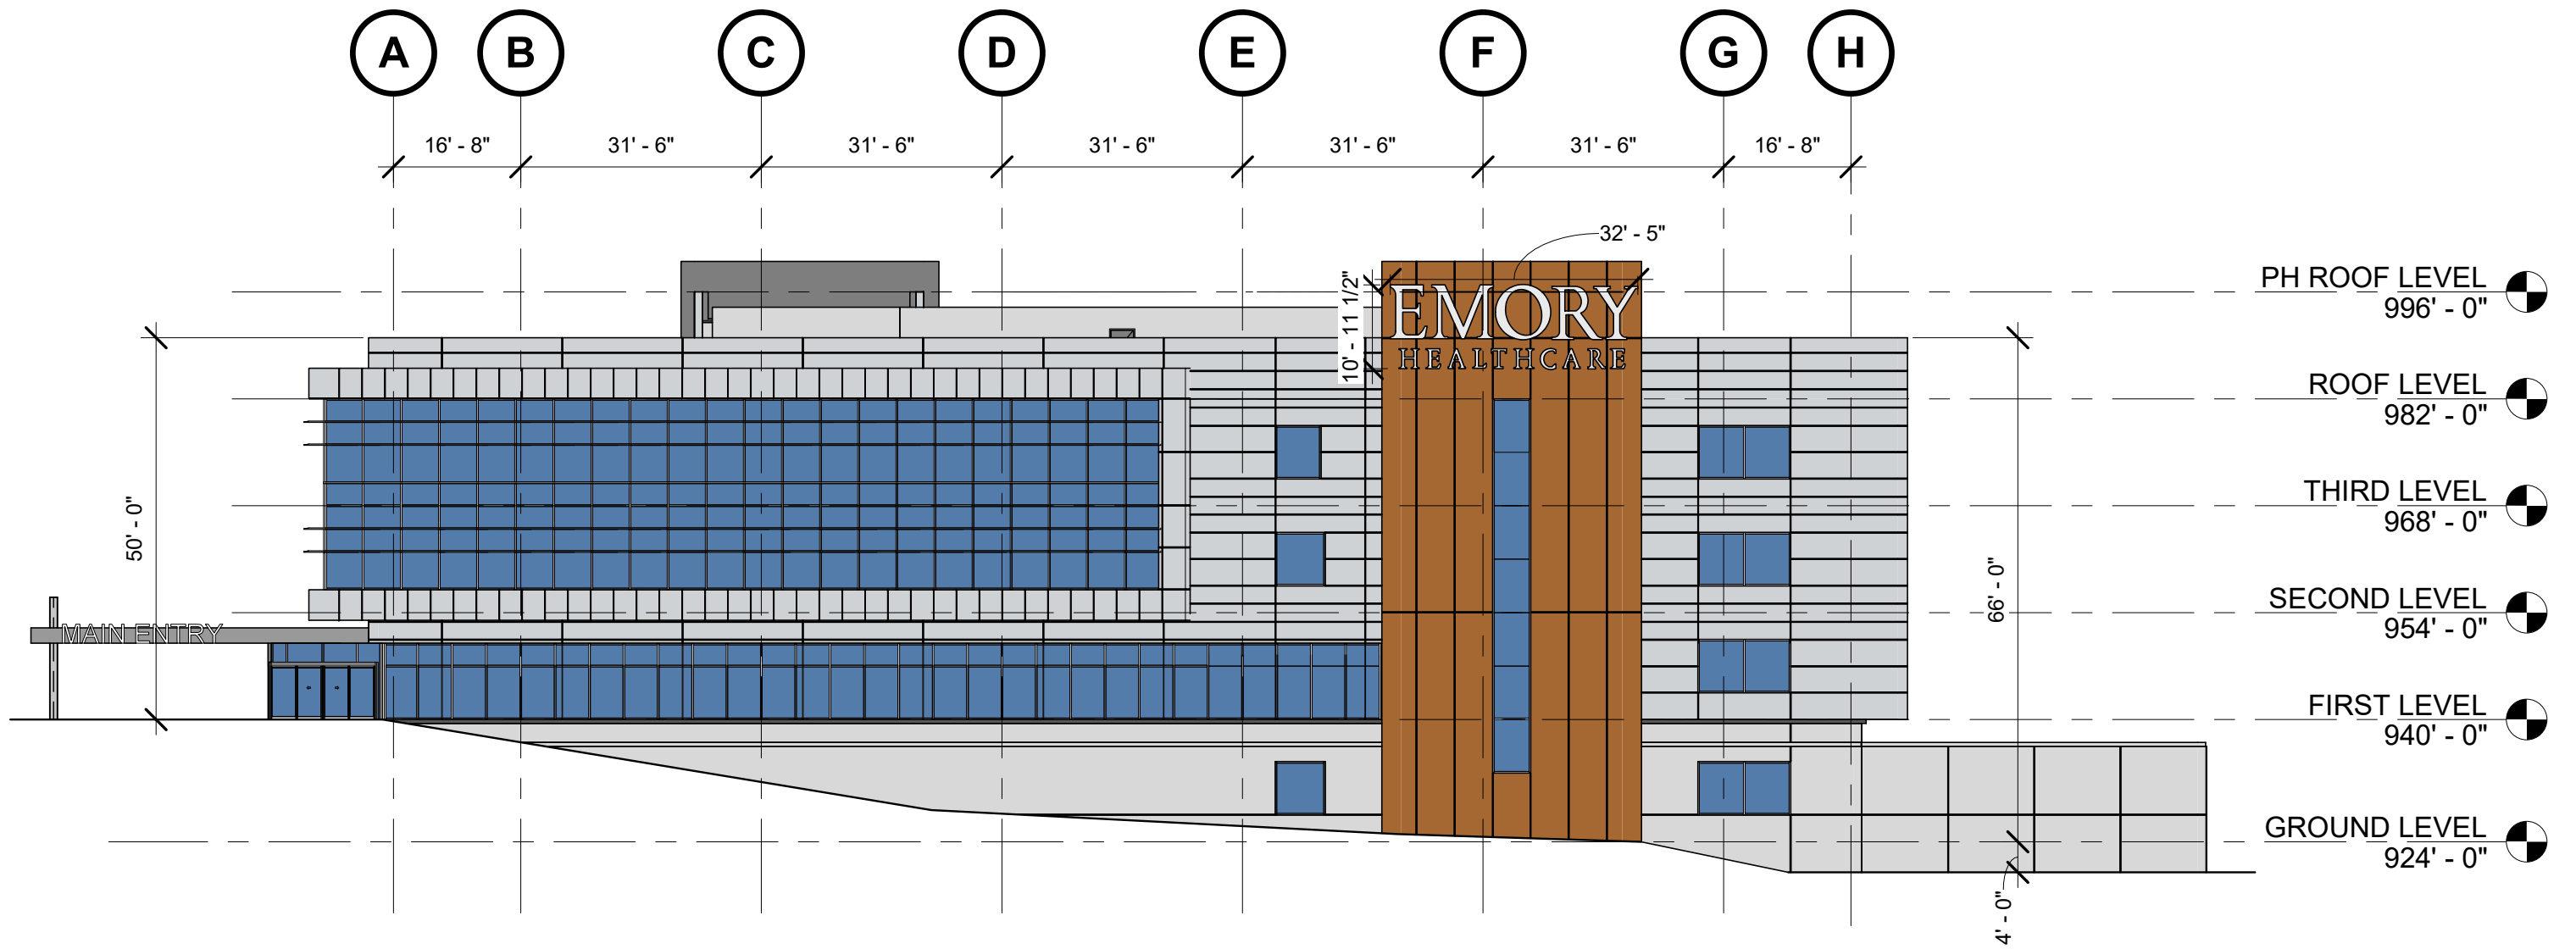 A B C D E F G H
16' - 8" 31' - 6" 31' - 6" 31' - 6" 31' - 6" 31' - 6" 16' - 8"
32' - 5"
10' - 11 1/2"
EMORY
HEALTHCARE
PH ROOF LEVEL
996' - 0"
ROOF LEVEL
982' - 0"
THIRD LEVEL
968' - 0"
50' - 0"
66' - 0"
SECOND LEVEL
954' - 0"
MAIN ENTRY
FIRST LEVEL
940' - 0"
GROUND LEVEL
924' - 0"
4' - 0"